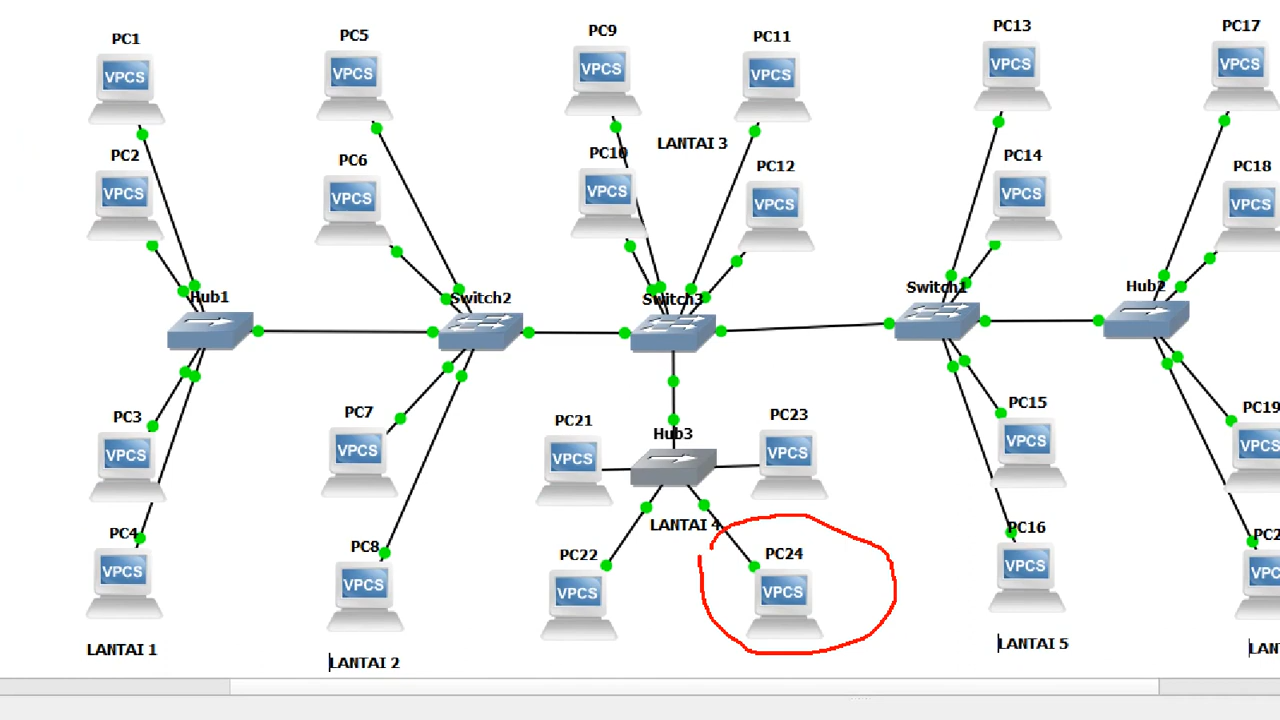 PC1
VPCS
PC2
VPCS
Hub1
PC3
VPCS
PC4
VPCS
LANTAI 1
PC5
VPCS
PC6
VPCS
Switch2
PC7
VPCS
PC8
VPCS
LANTAI 2
PC9
VPCS
PC10
VPCS
LANTAI 3
PC11
VPCS
PC12
VPCS
Switch3
Hub3
PC21
VPCS
PC22
VPCS
PC23
VPCS
LANTAI 4
PC24
VPCS
PC13
VPCS
PC14
VPCS
Switch1
PC15
VPCS
PC16
VPCS
LANTAI 5
PC17
VPCS
PC18
VPCS
Hub2
PC19
VPCS